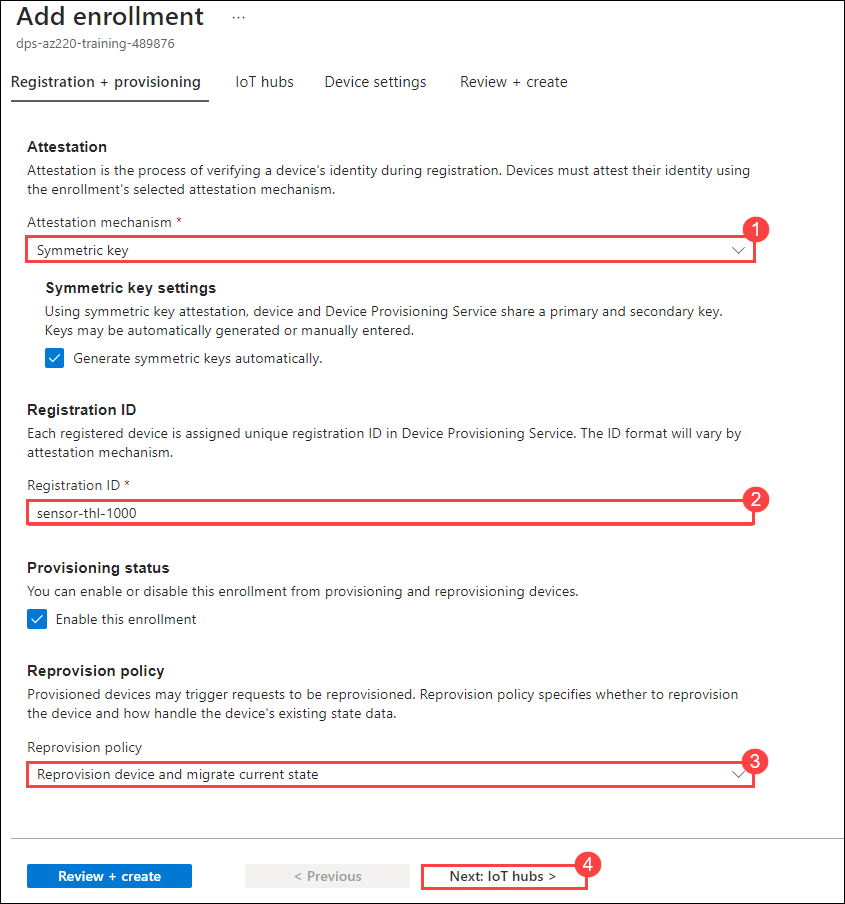 Add enrollment ...
dps-az220-training-489876
Registration + provisioning IoT hubs Device settings Review + create
Attestation
Attestation is the process of verifying a device's identity during registration. Devices must attest their identity using
the enrollment's selected attestation mechanism.
Attestation mechanism *
1
Symmetric key
Symmetric key settings
Using symmetric key attestation, device and Device Provisioning Service share a primary and secondary key.
Keys may be automatically generated or manually entered.
Generate symmetric keys automatically.
Registration ID
Each registered device is assigned unique registration ID in Device Provisioning Service. The ID format will vary by
attestation mechanism.
Registration ID *
2
sensor-thl-1000
Provisioning status
You can enable or disable this enrollment from provisioning and reprovisioning devices.
Enable this enrollment
Reprovision policy
Provisioned devices may trigger requests to be reprovisioned. Reprovision policy specifies whether to reprovision
the device and how handle the device's existing state data.
Reprovision policy
3
Reprovision device and migrate current state
4
Review + create < Previous Next: IoT hubs >